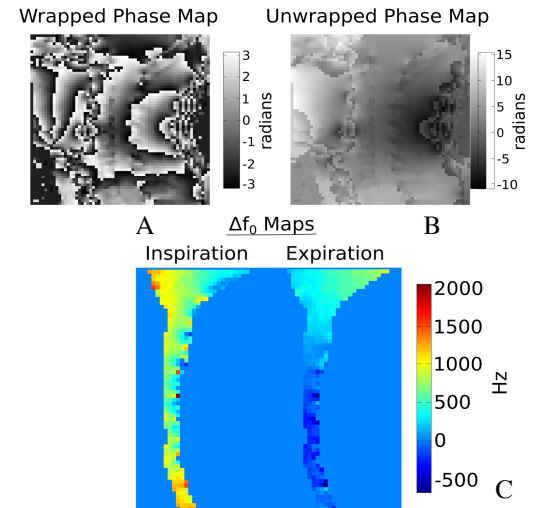 Wrapped Phase Map
Unwrapped Phase Map
3
2
1
0
-1
-2
-3
radians
15
10
5
0
-5
-10
radians
A
B
Δf₀ Maps
Inspiration
Expiration
2000
1500
1000
500
0
-500
Hz
C